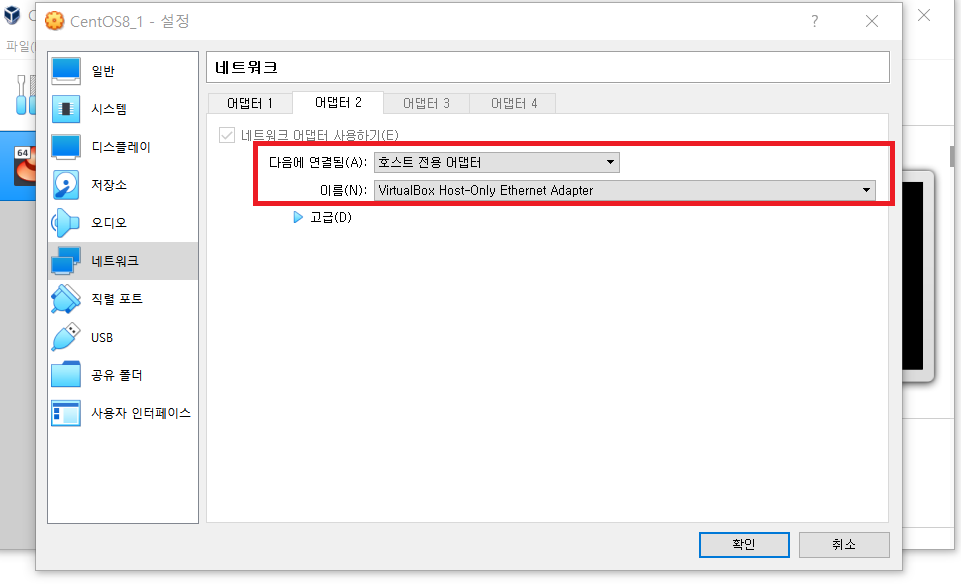 CentOS8_1 - 설정
?
파일(
64
일반
시스템
디스플레이
저장소
오디오
네트워크
직렬 포트
USB
공유 폴더
사용자 인터페이스
네트워크
어댑터 1
어댑터 2
어댑터 3
어댑터 4
네트워크 어댑터 사용하기(E)
다음에 연결됨(A): 호스트 전용 어댑터
이름(N): VirtualBox Host-Only Ethernet Adapter
고급(D)
확인
취소